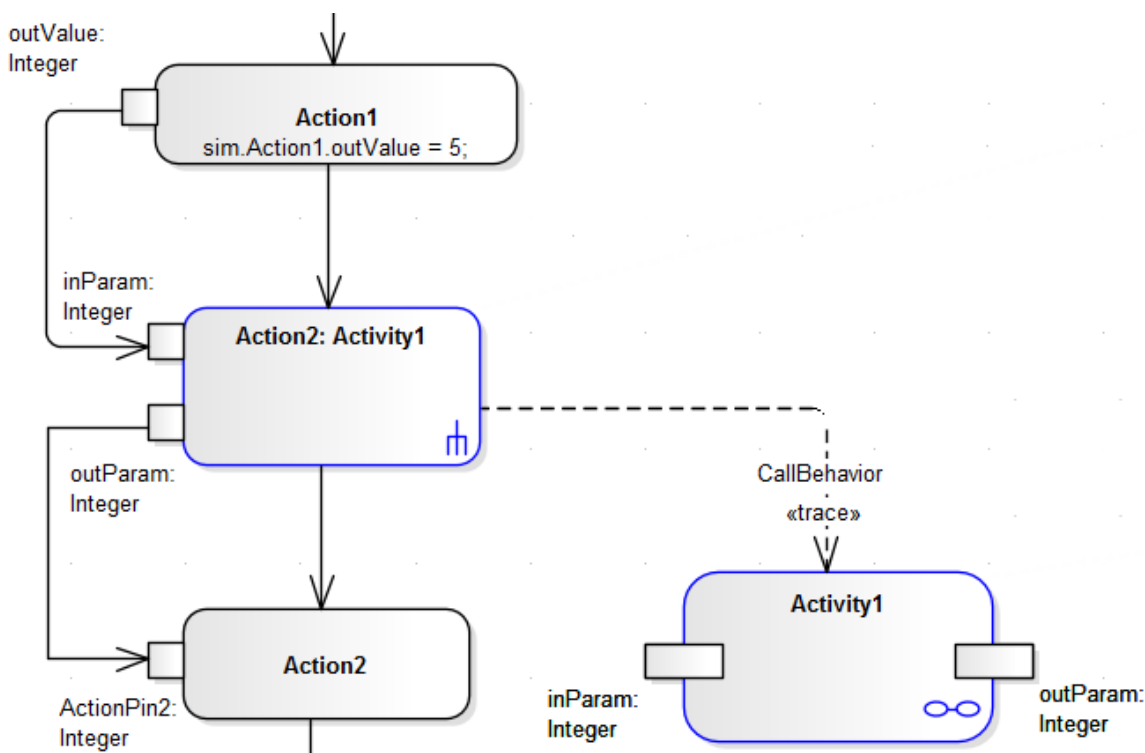 outValue:
Integer
Action1
sim.Action1.outValue = 5;
inParam:
Integer
Action2: Activity1
outParam:
Integer
CallBehavior
«trace»
Activity1
Action2
inParam:
Integer
outParam:
Integer
ActionPin2:
Integer